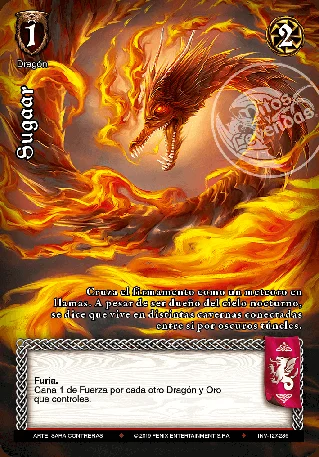 1
2
Dragón
Sugaar
Mitos y
Leyendas
Cruza el firmamento como un meteoro en
llamas. A pesar de ser dueño del cielo nocturno,
se dice que vive en distintas cavernas conectadas
entre sí por oscuros túneles.
Furia.
Gana 1 de Fuerza por cada otro Dragón y Oro
que controles.
ARTE: SARA CONTRERAS ©2019 FENIX ENTERTAINMENT S.P.A.